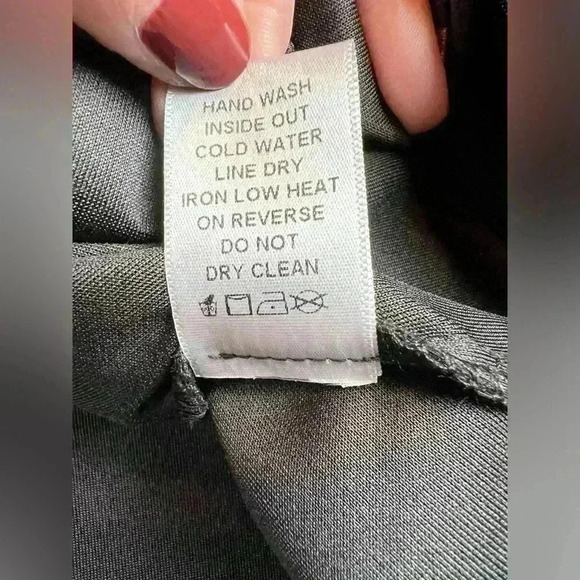 HAND WASH
INSIDE OUT
COLD WATER
LINE DRY
IRON LOW HEAT
ON REVERSE
DO NOT
DRY CLEAN